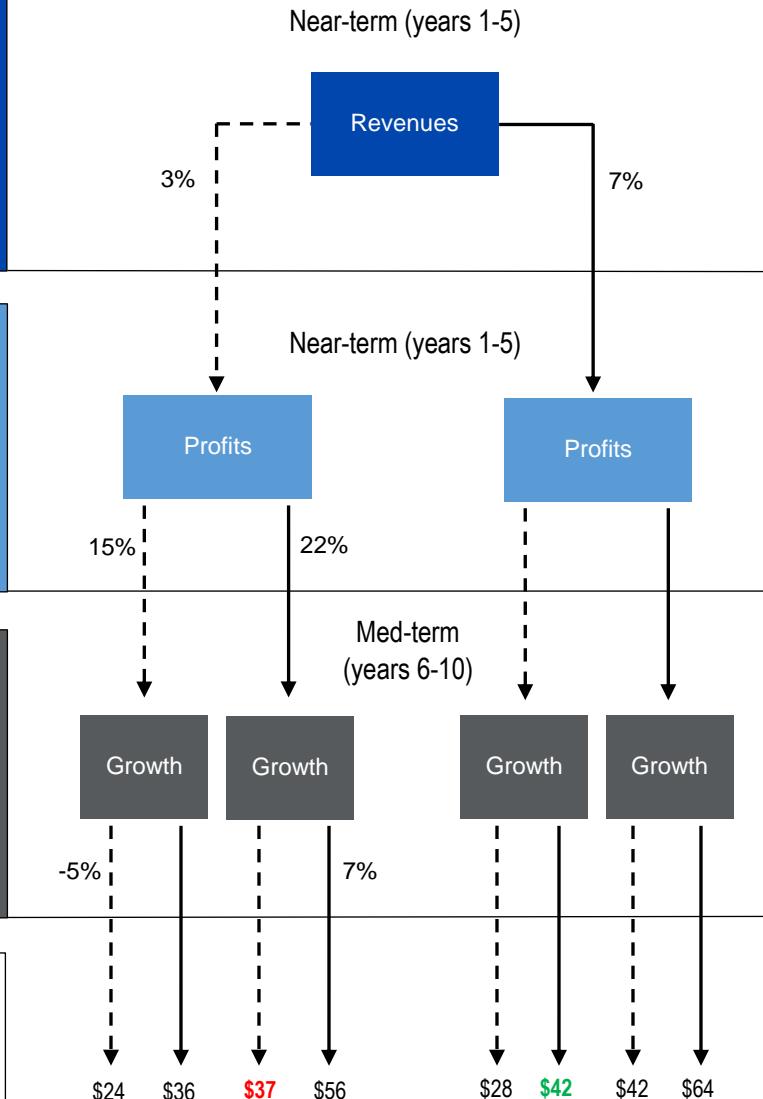 Near-term (years 1-5)
Revenues
3%
7%
Near-term (years 1-5)
Profits
Profits
15%
22%
Med-term
(years 6-10)
Growth
Growth
Growth
Growth
-5%
7%
$24
$36
$37
$56
$28
$42
$42
$64